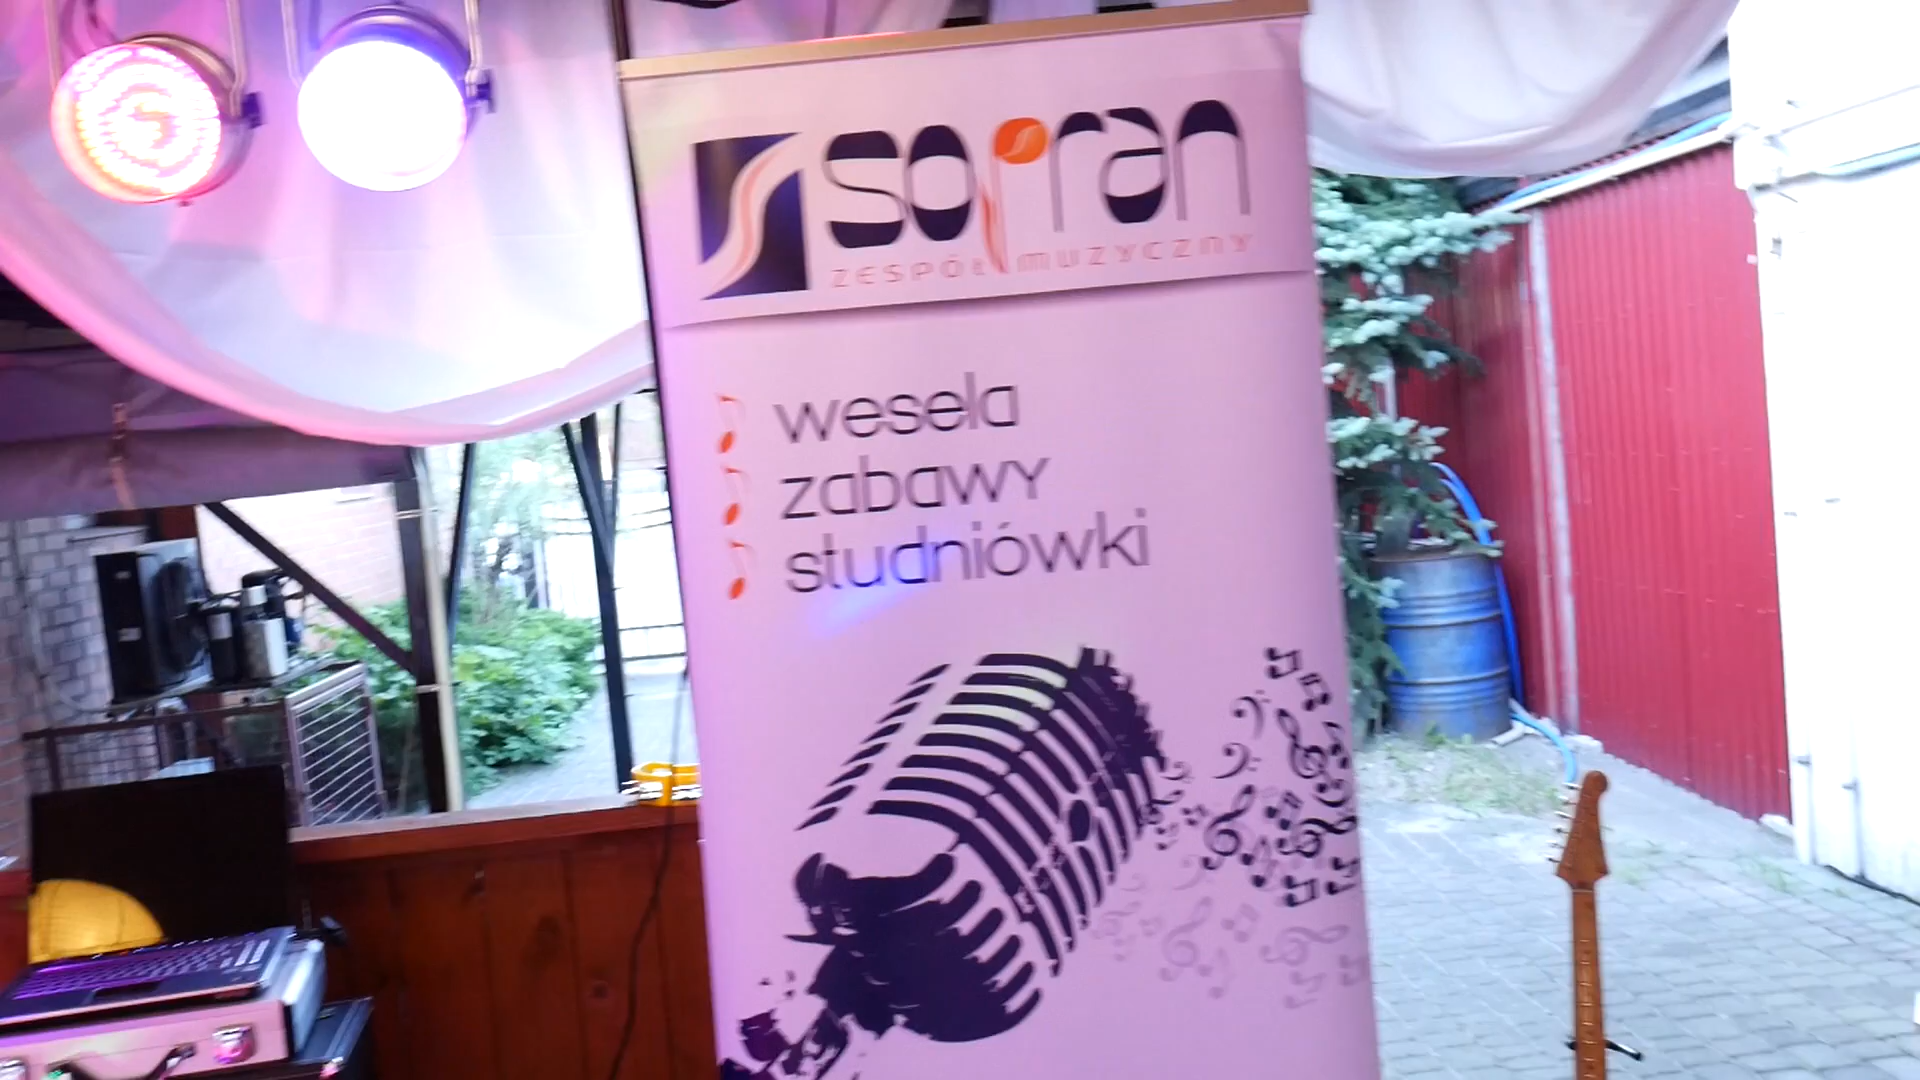 sopran
ZESPÓŁ MUZYCZNY
wesela
zabawy
studniówki